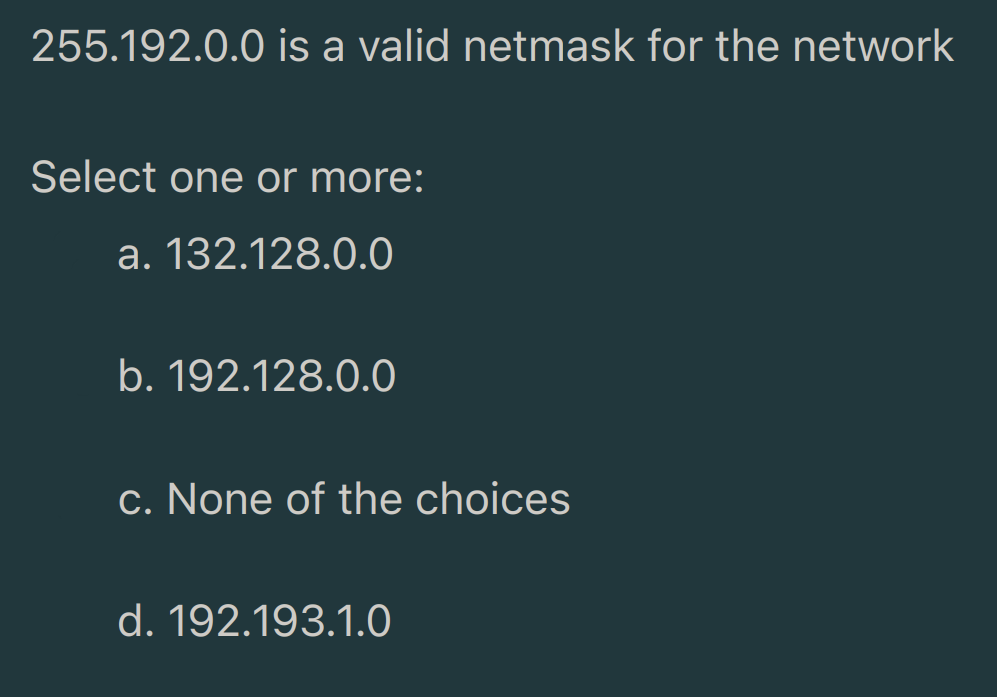 255.192.0.0 is a valid netmask for the network
Select one or more:
a. 132.128.0.0
b. 192.128.0.0
c. None of the choices
d. 192.193.1.0